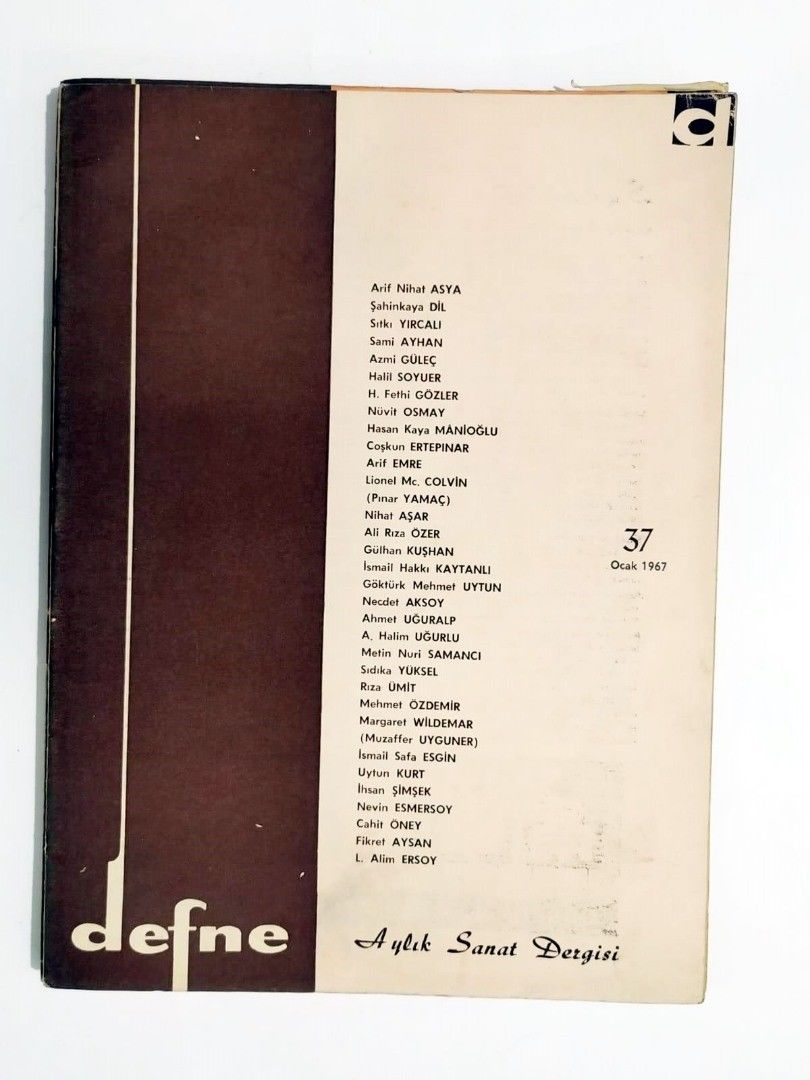 d
Arif Nihat ASYA
Şahinkaya DİL
Sıtkı YIRCALI
Sami AYHAN
Azmi GÜLEÇ
Halil SOYUER
H. Fethi GÖZLER
Nüvit OSMAY
Hasan Kaya MÂNİOĞLU
Coşkun ERTEPINAR
Arif EMRE
Lionel Mc. COLVİN
(Pınar YAMAÇ)
Nihat AŞAR
Ali Rıza ÖZER
Gülhan KUŞHAN
İsmail Hakkı KAYTANLI
Göktürk Mehmet UYTUN
Necdet AKSOY
Ahmet UĞURALP
A. Halim UĞURLU
Metin Nuri SAMANCI
Sıdıka YÜKSEL
Rıza ÜMİT
Mehmet ÖZDEMİR
Margaret WİLDEMAR
(Muzaffer UYGUNER)
İsmail Safa ESGİN
Uytun KURT
İhsan ŞİMŞEK
Nevin ESMERSOY
Cahit ÖNEY
Fikret AYSAN
L. Alim ERSOY
37
Ocak 1967
defne
Aylık Sanat Dergisi